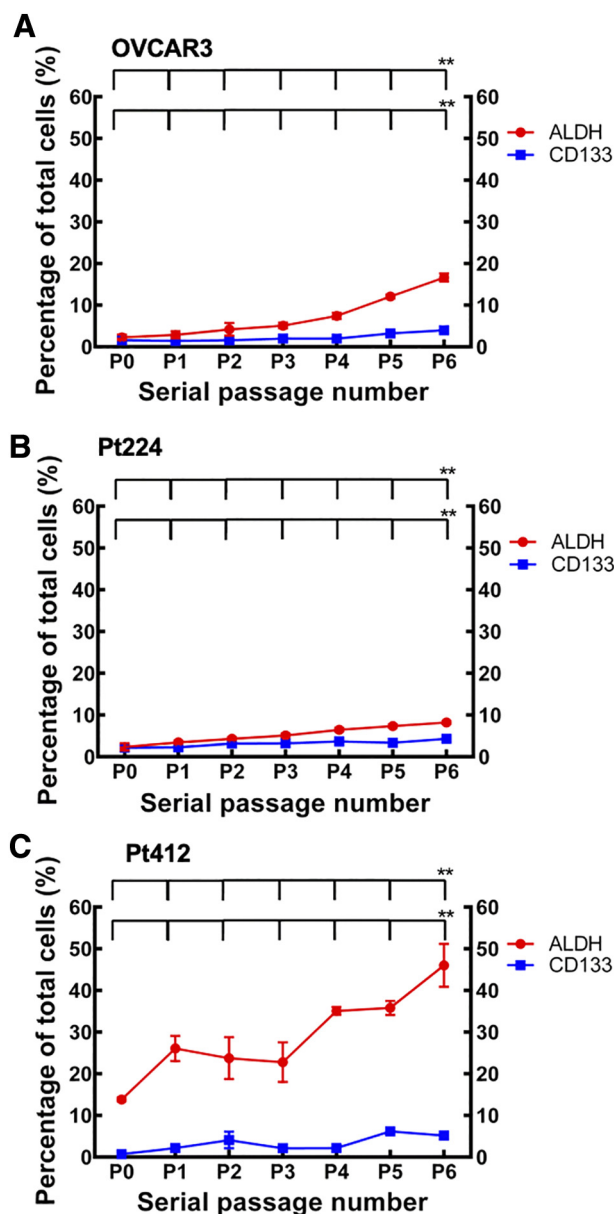 A
OVCAR3
**
**
Percentage of total cells (%)
60 60
50 50
40 40
30 30
20 20
10 10
0 0
P0 P1 P2 P3 P4 P5 P6
Serial passage number
ALDH
CD133
B
Pt224
**
**
Percentage of total cells (%)
60 60
50 50
40 40
30 30
20 20
10 10
0 0
P0 P1 P2 P3 P4 P5 P6
Serial passage number
ALDH
CD133
C
Pt412
**
**
Percentage of total cells (%)
60 60
50 50
40 40
30 30
20 20
10 10
0 0
P0 P1 P2 P3 P4 P5 P6
Serial passage number
ALDH
CD133